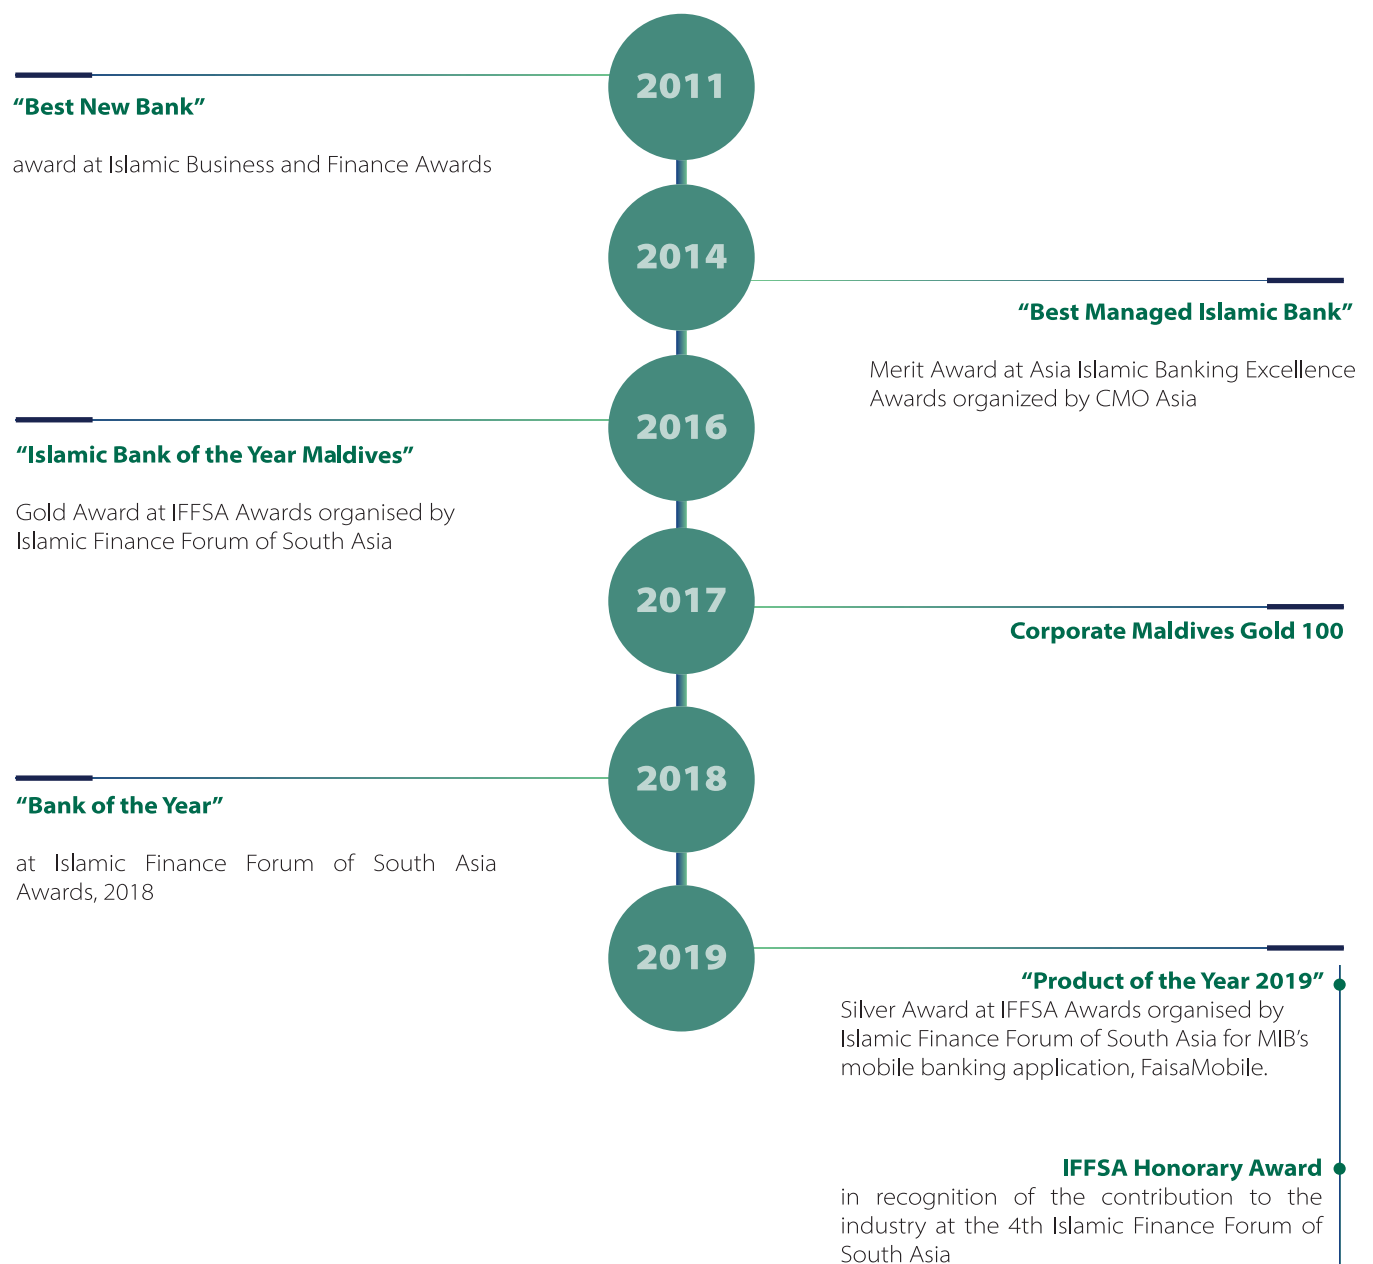 2011
“Best New Bank”
award at Islamic Business and Finance Awards
2014
“Best Managed Islamic Bank”
Merit Award at Asia Islamic Banking Excellence
Awards organized by CMO Asia
2016
“Islamic Bank of the Year Maldives”
Gold Award at IFFSA Awards organised by
Islamic Finance Forum of South Asia
2017
Corporate Maldives Gold 100
2018
“Bank of the Year”
at Islamic Finance Forum of South Asia
Awards, 2018
2019
“Product of the Year 2019”
Silver Award at IFFSA Awards organised by
Islamic Finance Forum of South Asia for MIB’s
mobile banking application, FaisaMobile.
IFFSA Honorary Award
in recognition of the contribution to the
industry at the 4th Islamic Finance Forum of
South Asia